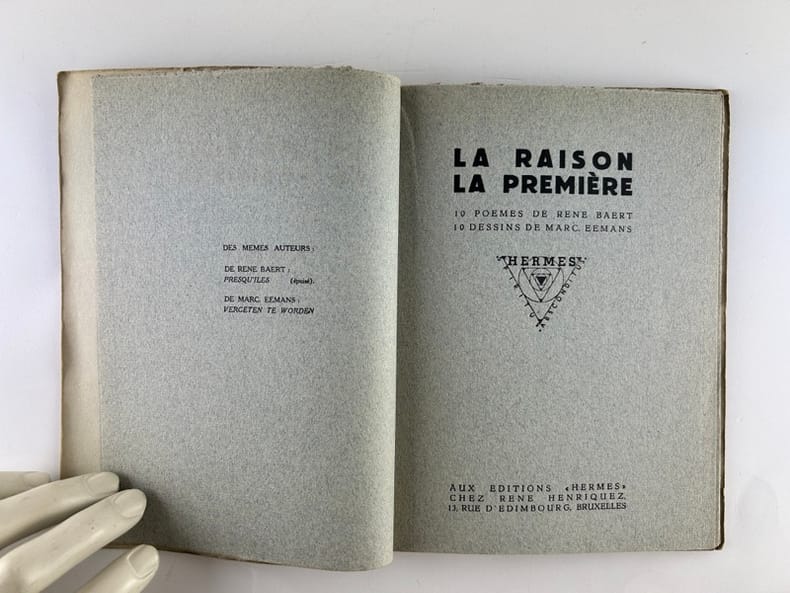 DES MEMES AUTEURS :
DE RENE BAERT :
PRESQU'ILES (épuisé).
DE MARC. EEMANS :
VERGETEN TE WORDEN
LA RAISON
LA PREMIÈRE
10 POEMES DE RENE BAERT
10 DESSINS DE MARC. EEMANS
HERMES
SPIRITUS ABSCONDITUS
AUX EDITIONS «HERMES»
CHEZ RENE HENRIQUEZ,
13, RUE D'EDIMBOURG, BRUXELLES